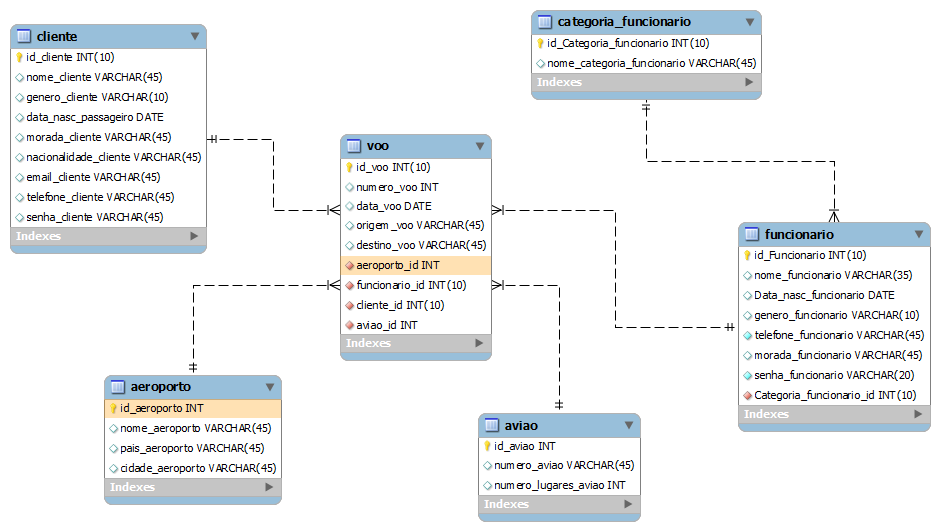 cliente
id_cliente INT(10)
nome_cliente VARCHAR(45)
genero_cliente VARCHAR(10)
data_nasc_passageiro DATE
morada_cliente VARCHAR(45)
nacionalidade_cliente VARCHAR(45)
email_cliente VARCHAR(45)
telefone_cliente VARCHAR(45)
senha_cliente VARCHAR(45)
Indexes
categoria_funcionario
id_Categoria_funcionario INT(10)
nome_categoria_funcionario VARCHAR(45)
Indexes
voo
id_voo INT(10)
numero_voo INT
data_voo DATE
origem_voo VARCHAR(45)
destino_voo VARCHAR(45)
aeroporto_id INT
funcionario_id INT(10)
cliente_id INT(10)
aviao_id INT
Indexes
funcionario
id_Funcionario INT(10)
nome_funcionario VARCHAR(35)
Data_nasc_funcionario DATE
genero_funcionario VARCHAR(10)
telefone_funcionario VARCHAR(45)
morada_funcionario VARCHAR(45)
senha_funcionario VARCHAR(20)
Categoria_funcionario_id INT(10)
Indexes
aeroporto
id_aeroporto INT
nome_aeroporto VARCHAR(45)
pais_aeroporto VARCHAR(45)
cidade_aeroporto VARCHAR(45)
Indexes
aviao
id_aviao INT
numero_aviao VARCHAR(45)
numero_lugares_aviao INT
Indexes